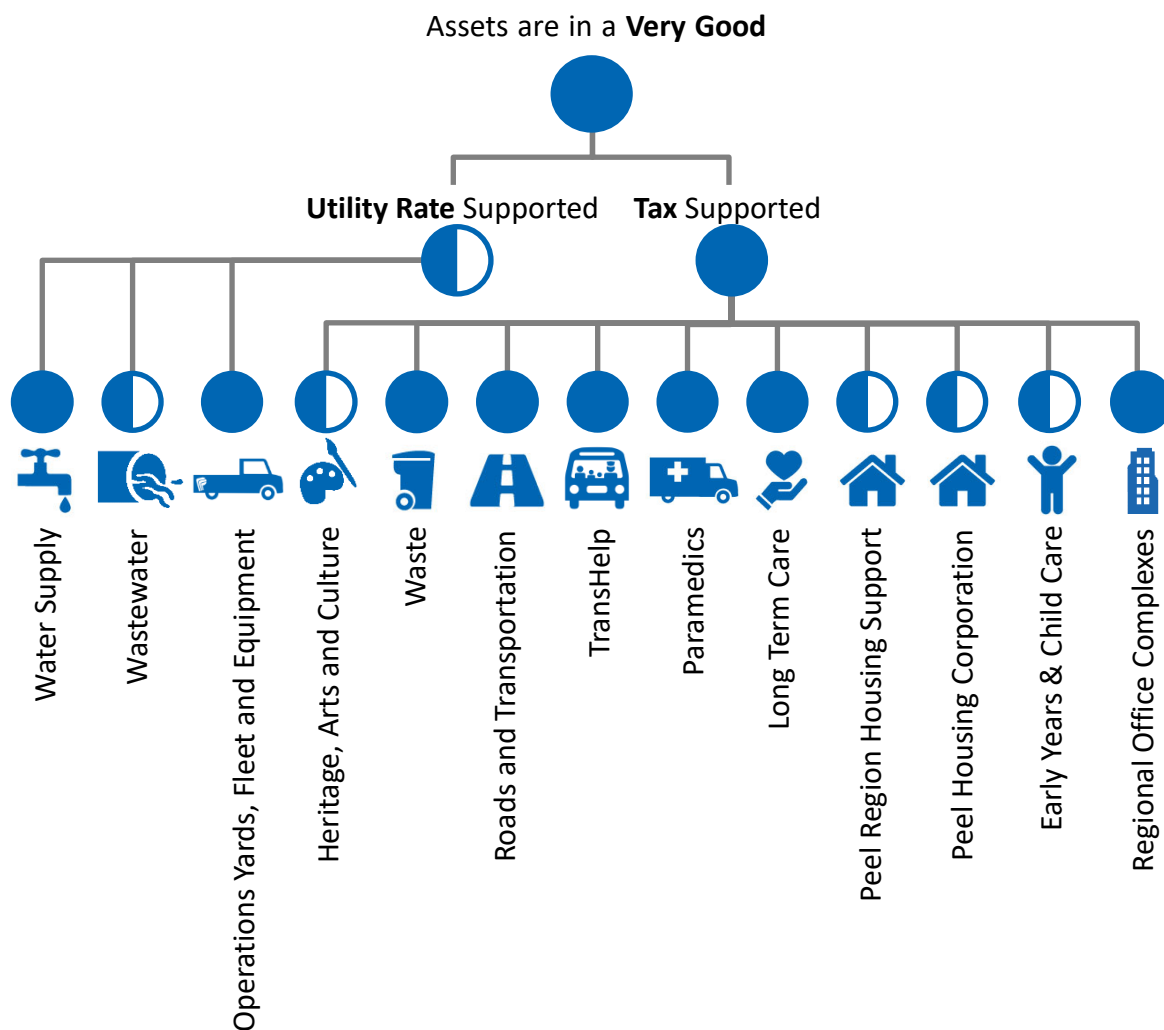 Assets are in a Very Good
Utility Rate Supported
Tax Supported
Water Supply
Wastewater
Operations Yards, Fleet and Equipment
Heritage, Arts and Culture
Waste
Roads and Transportation
TransHelp
Paramedics
Long Term Care
Peel Region Housing Support
Peel Housing Corporation
Early Years & Child Care
Regional Office Complexes